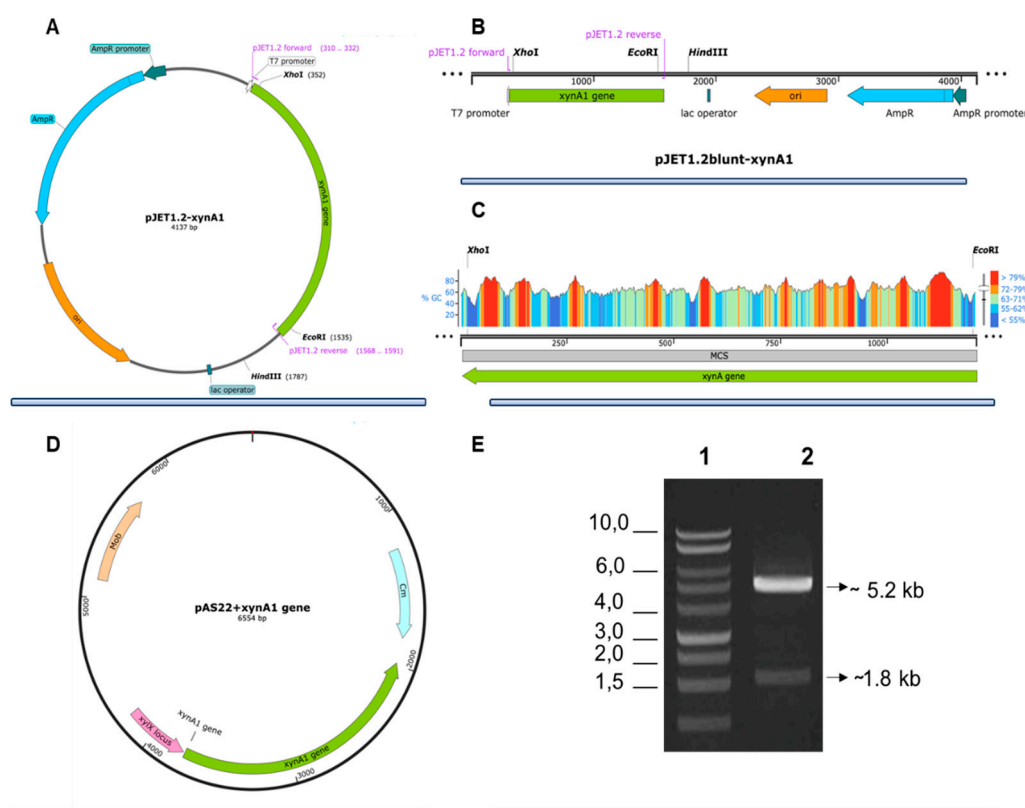 A
AmpR promoter
pJET1.2 forward (310 .. 332)
T7 promoter
XhoI (352)
AmpR
xynA1 gene
pJET1.2-xynA1
4137 bp
ori
EcoRI (1535)
pJET1.2 reverse (1568 .. 1591)
HindIII (1787)
lac operator
B
pJET1.2 reverse
pJET1.2 forward XhoI EcoRI HindIII
1000 2000 3000 4000
xynA1 gene ori AmpR
T7 promoter lac operator AmpR promoter
pJET1.2blunt-xynA1
C
XhoI EcoRI
% GC
80
60
40
20
> 79%
72-79%
63-71%
55-62%
< 55%
250 500 750 1000
MCS
xynA gene
D
6000
1000
Mob
Cm
5000
pAS22+xynA1 gene
6554 bp
2000
xylX locus
xynA1 gene
4000
xynA1 gene
3000
E
1 2
10,0
6,0
~ 5.2 kb
4,0
3,0
2,0
~1.8 kb
1,5